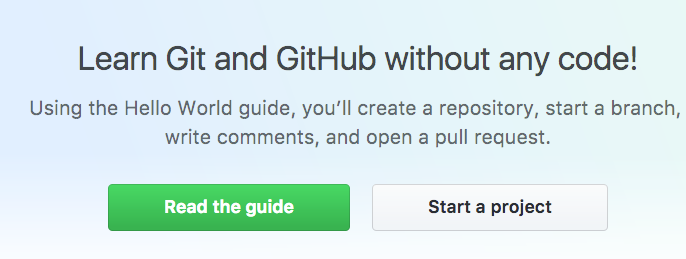 Learn Git and GitHub without any code!
Using the Hello World guide, you’ll create a repository, start a branch,
write comments, and open a pull request.
Read the guide
Start a project